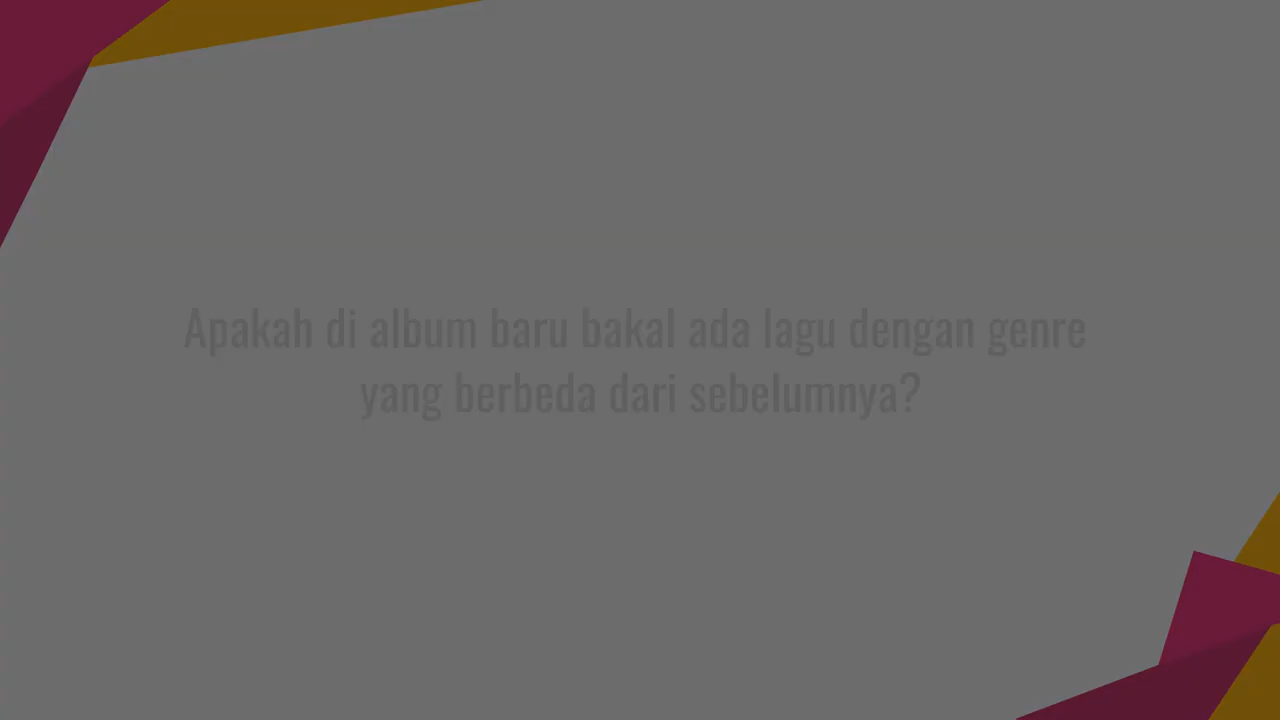 Apakah di album baru bakal ada lagu dengan genre
yang berbeda dari sebelumnya?